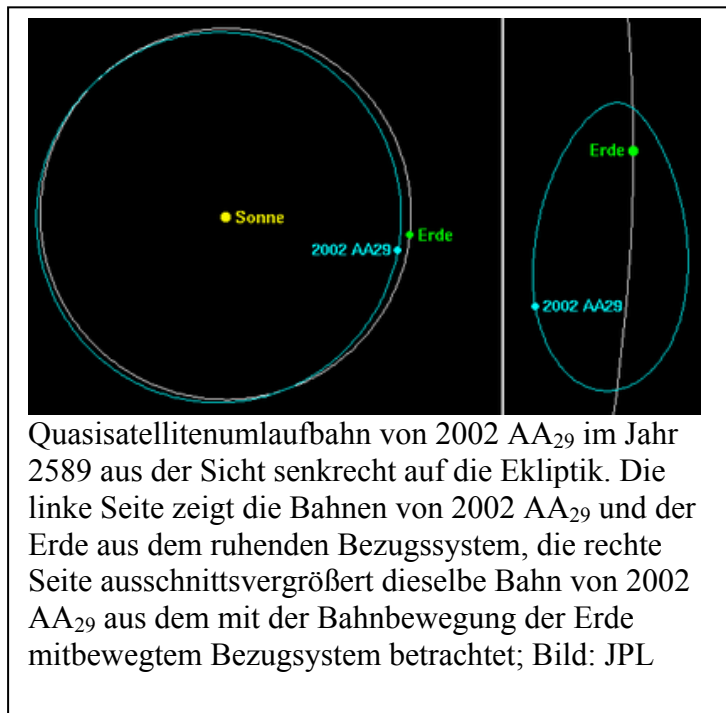 Sonne
Erde
2002 AA29
Erde
2002 AA29
Quasisatellitenumlaufbahn von 2002 AA₂₉ im Jahr
2589 aus der Sicht senkrecht auf die Ekliptik. Die
linke Seite zeigt die Bahnen von 2002 AA₂₉ und der
Erde aus dem ruhenden Bezugssystem, die rechte
Seite ausschnittsvergrößert dieselbe Bahn von 2002
AA₂₉ aus dem mit der Bahnbewegung der Erde
mitbewegtem Bezugsystem betrachtet; Bild: JPL